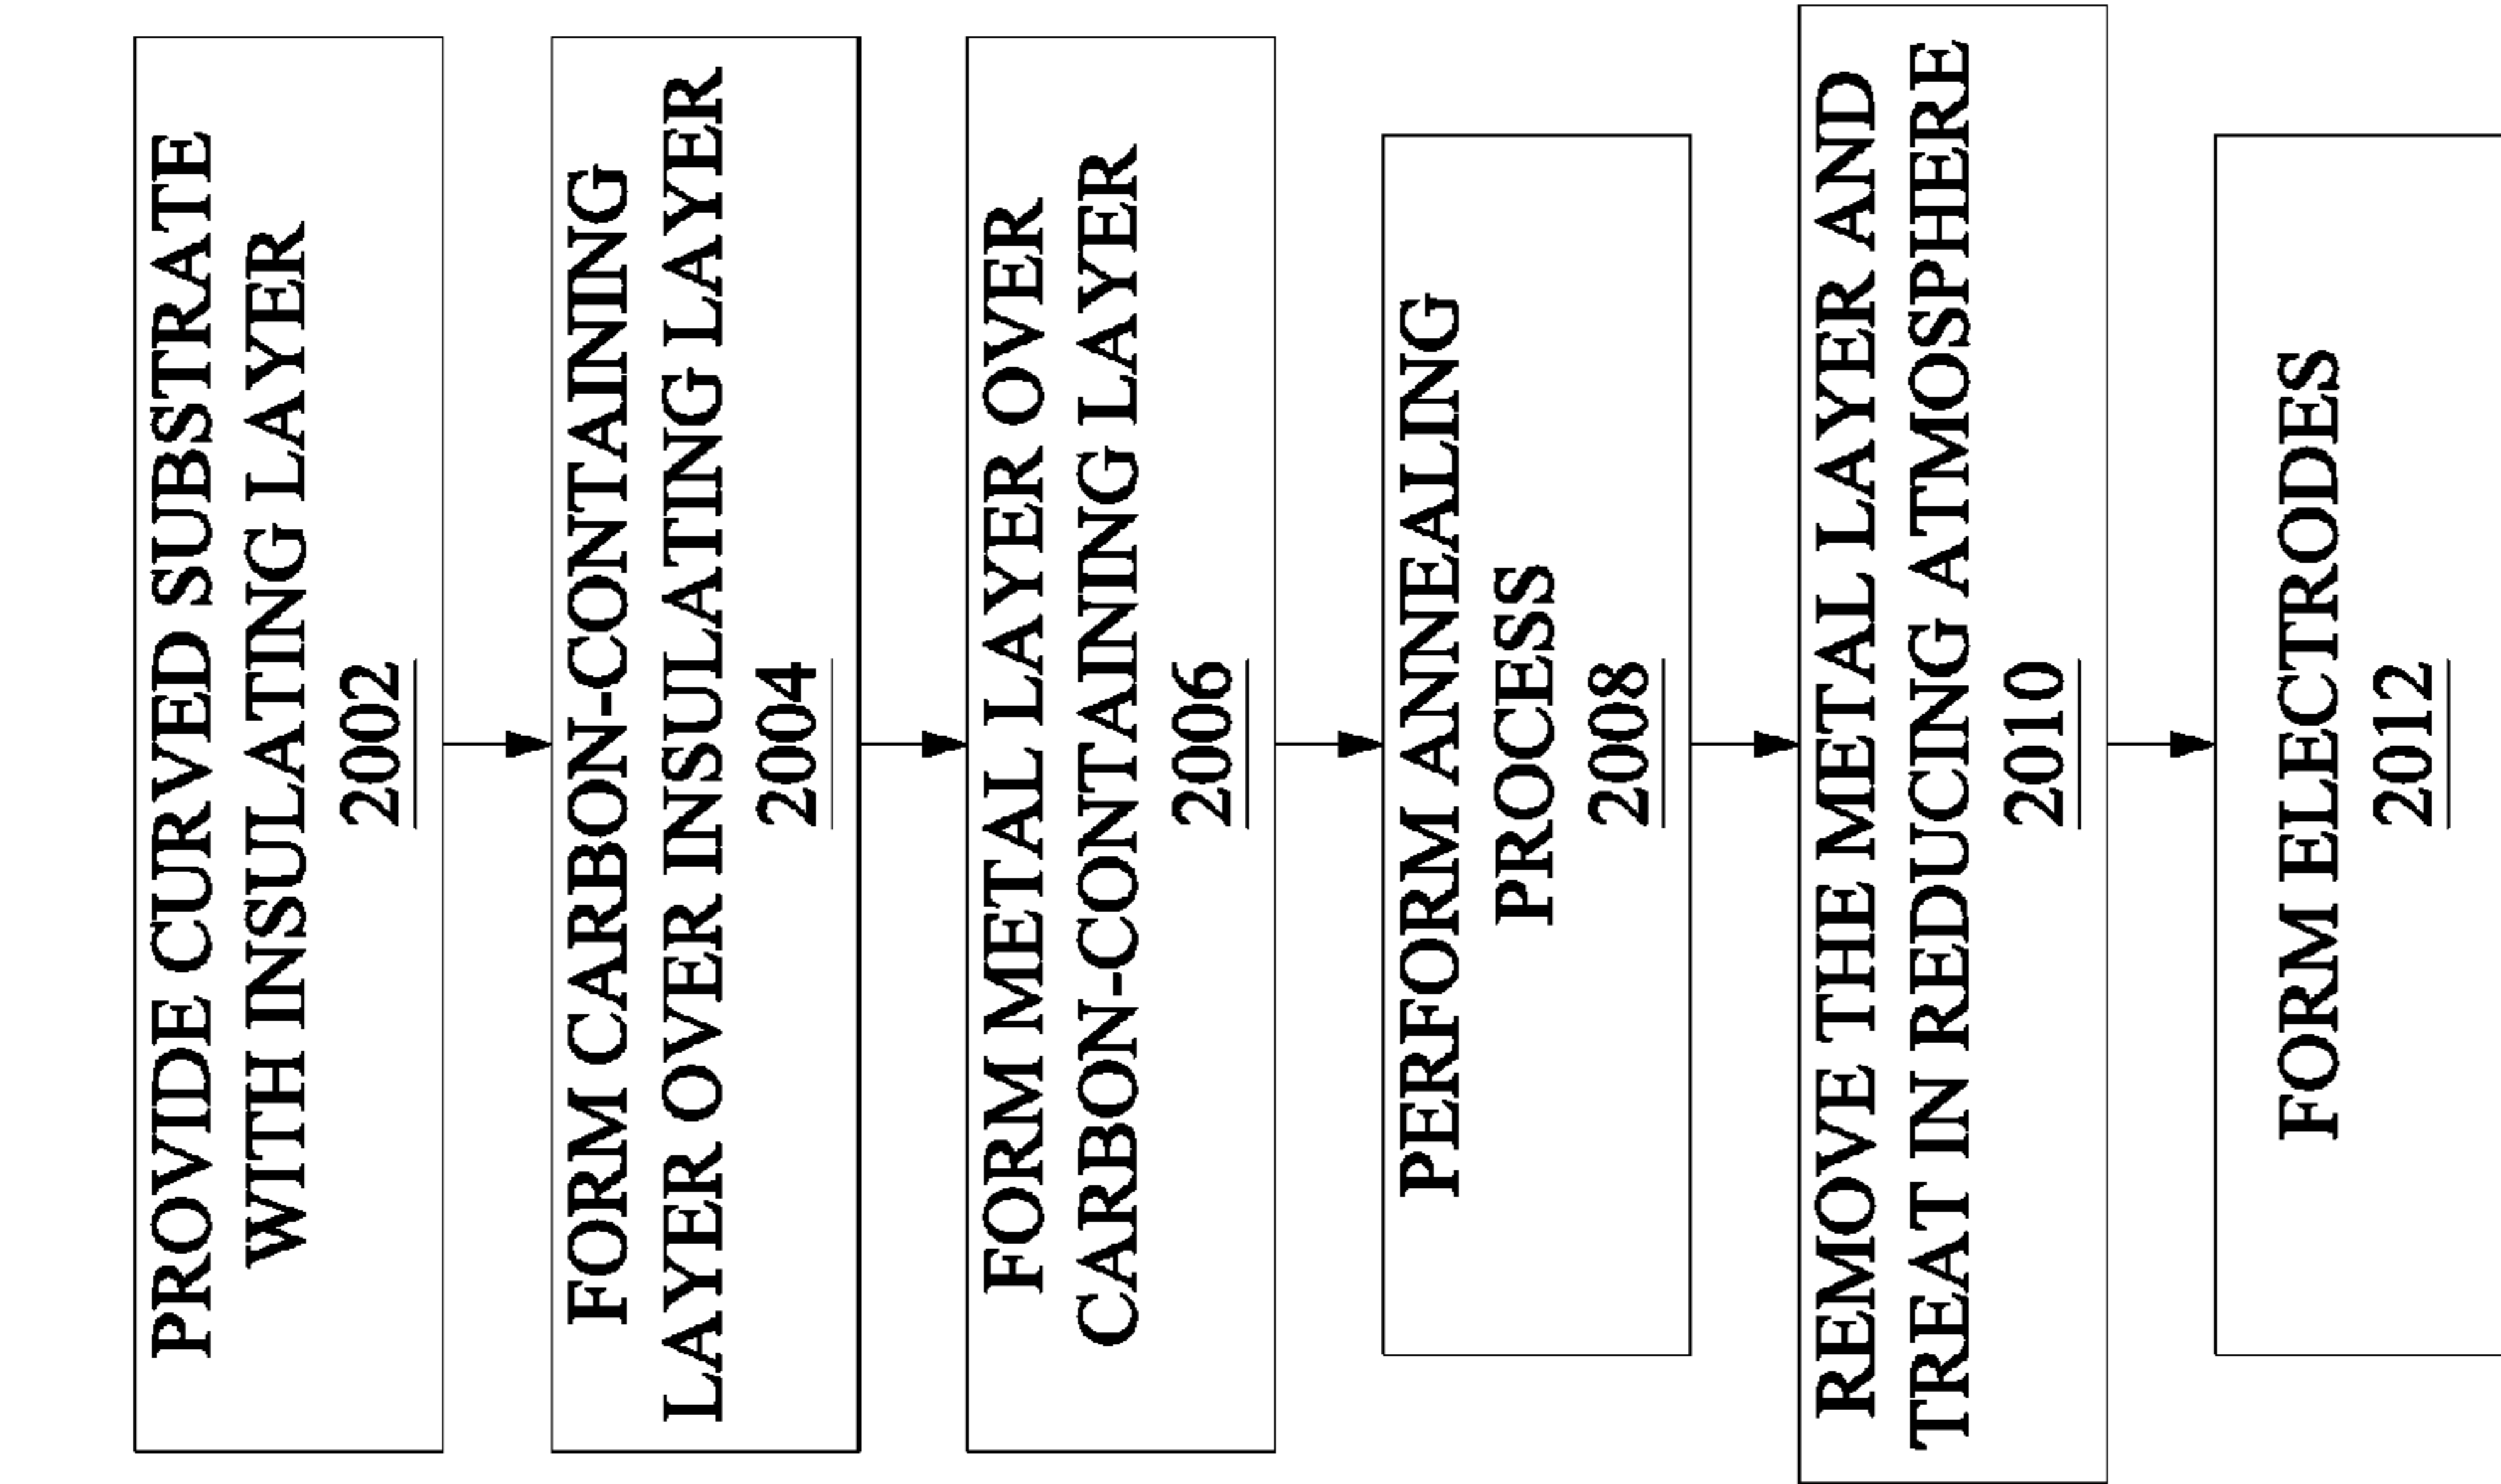 PROVIDE CURVED SUBSTRATE
WITH INSULATING LAYER
2002
FORM CARBON-CONTAINING
LAYER OVER INSULATING LAYER
2004
FORM METAL LAYER OVER
CARBON-CONTAINING LAYER
2006
PERFORM ANNEALING
PROCESS
2008
REMOVE THE METAL LAYER AND
TREAT IN REDUCING ATMOSPHERE
2010
FORM ELECTRODES
2012